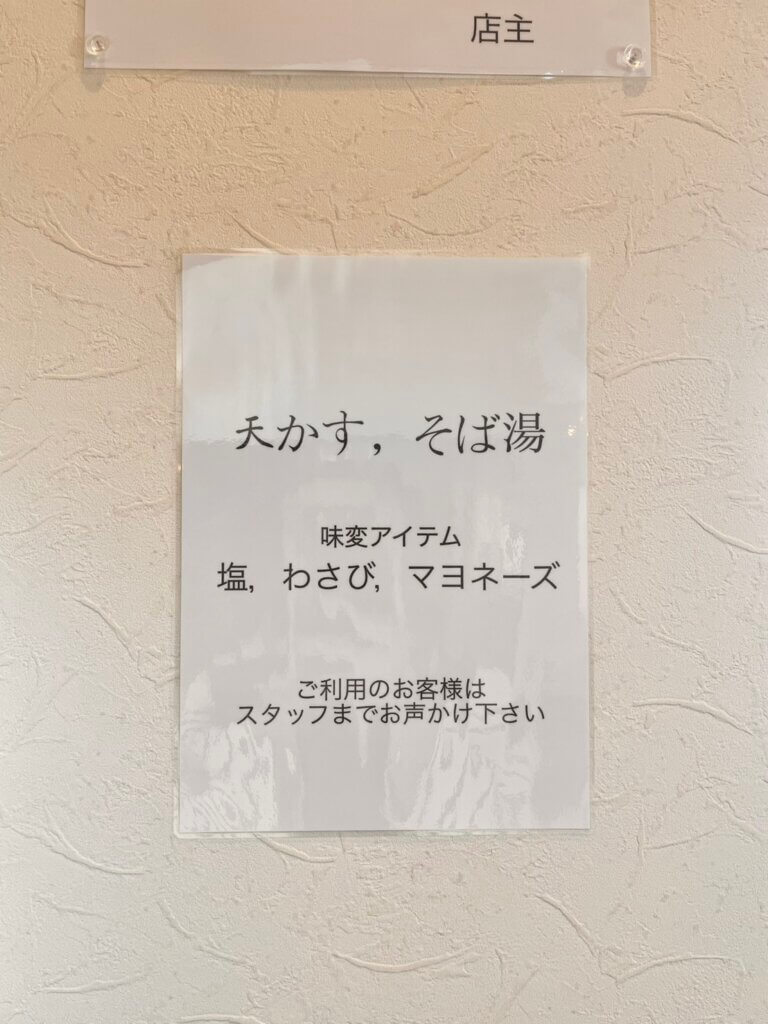 店主
天かす，そば湯
味変アイテム
塩，わさび，マヨネーズ
ご利用のお客様は
スタッフまでお声かけ下さい